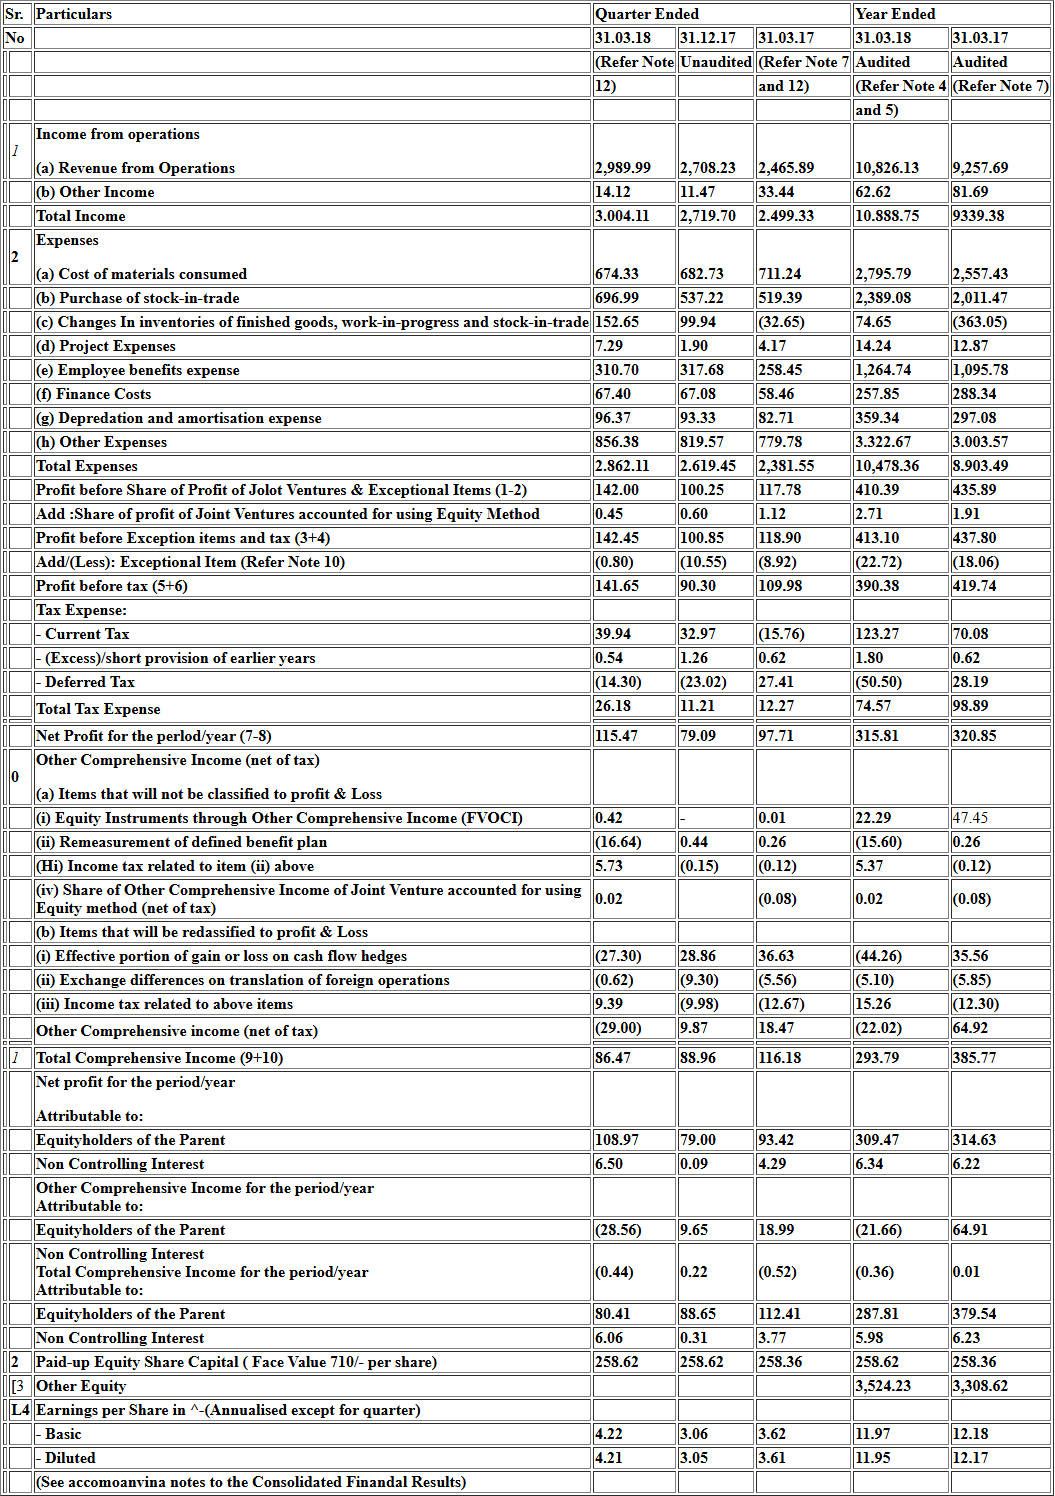 Sr. Particulars Quarter Ended Year Ended
No 31.03.18 31.12.17 31.03.17 31.03.18 31.03.17
(Refer Note Unaudited (Refer Note 7 Audited Audited
12) and 12) (Refer Note 4 (Refer Note 7)
and 5)
Income from operations
1
(a) Revenue from Operations 2,989.99 2,708.23 2,465.89 10,826.13 9,257.69
(b) Other Income 14.12 11.47 33.44 62.62 81.69
Total Income 3.004.11 2,719.70 2.499.33 10.888.75 9339.38
Expenses
2
(a) Cost of materials consumed 674.33 682.73 711.24 2,795.79 2,557.43
(b) Purchase of stock-in-trade 696.99 537.22 519.39 2,389.08 2,011.47
(c) Changes In inventories of finished goods, work-in-progress and stock-in-trade 152.65 99.94 (32.65) 74.65 (363.05)
(d) Project Expenses 7.29 1.90 4.17 14.24 12.87
(e) Employee benefits expense 310.70 317.68 258.45 1,264.74 1,095.78
(f) Finance Costs 67.40 67.08 58.46 257.85 288.34
(g) Depredation and amortisation expense 96.37 93.33 82.71 359.34 297.08
(h) Other Expenses 856.38 819.57 779.78 3.322.67 3.003.57
Total Expenses 2.862.11 2.619.45 2,381.55 10,478.36 8.903.49
Profit before Share of Profit of Jolot Ventures & Exceptional Items (1-2) 142.00 100.25 117.78 410.39 435.89
Add :Share of profit of Joint Ventures accounted for using Equity Method 0.45 0.60 1.12 2.71 1.91
Profit before Exception items and tax (3+4) 142.45 100.85 118.90 413.10 437.80
Add/(Less): Exceptional Item (Refer Note 10) (0.80) (10.55) (8.92) (22.72) (18.06)
Profit before tax (5+6) 141.65 90.30 109.98 390.38 419.74
Tax Expense:
- Current Tax 39.94 32.97 (15.76) 123.27 70.08
- (Excess)/short provision of earlier years 0.54 1.26 0.62 1.80 0.62
- Deferred Tax (14.30) (23.02) 27.41 (50.50) 28.19
Total Tax Expense 26.18 11.21 12.27 74.57 98.89
Net Profit for the perlod/year (7-8) 115.47 79.09 97.71 315.81 320.85
Other Comprehensive Income (net of tax)
0
(a) Items that will not be classified to profit & Loss
(i) Equity Instruments through Other Comprehensive Income (FVOCI) 0.42 - 0.01 22.29 47.45
(ii) Remeasurement of defined benefit plan (16.64) 0.44 0.26 (15.60) 0.26
(Hi) Income tax related to item (ii) above 5.73 (0.15) (0.12) 5.37 (0.12)
(iv) Share of Other Comprehensive Income of Joint Venture accounted for using
Equity method (net of tax) 0.02 (0.08) 0.02 (0.08)
(b) Items that will be redassified to profit & Loss
(i) Effective portion of gain or loss on cash flow hedges (27.30) 28.86 36.63 (44.26) 35.56
(ii) Exchange differences on translation of foreign operations (0.62) (9.30) (5.56) (5.10) (5.85)
(iii) Income tax related to above items 9.39 (9.98) (12.67) 15.26 (12.30)
Other Comprehensive income (net of tax) (29.00) 9.87 18.47 (22.02) 64.92
1 Total Comprehensive Income (9+10) 86.47 88.96 116.18 293.79 385.77
Net profit for the period/year
Attributable to:
Equityholders of the Parent 108.97 79.00 93.42 309.47 314.63
Non Controlling Interest 6.50 0.09 4.29 6.34 6.22
Other Comprehensive Income for the period/year
Attributable to:
Equityholders of the Parent (28.56) 9.65 18.99 (21.66) 64.91
Non Controlling Interest
Total Comprehensive Income for the period/year (0.44) 0.22 (0.52) (0.36) 0.01
Attributable to:
Equityholders of the Parent 80.41 88.65 112.41 287.81 379.54
Non Controlling Interest 6.06 0.31 3.77 5.98 6.23
2 Paid-up Equity Share Capital ( Face Value 710/- per share) 258.62 258.62 258.36 258.62 258.36
[3 Other Equity 3,524.23 3,308.62
L4 Earnings per Share in ^-(Annualised except for quarter)
- Basic 4.22 3.06 3.62 11.97 12.18
- Diluted 4.21 3.05 3.61 11.95 12.17
(See accomoanvina notes to the Consolidated Finandal Results)